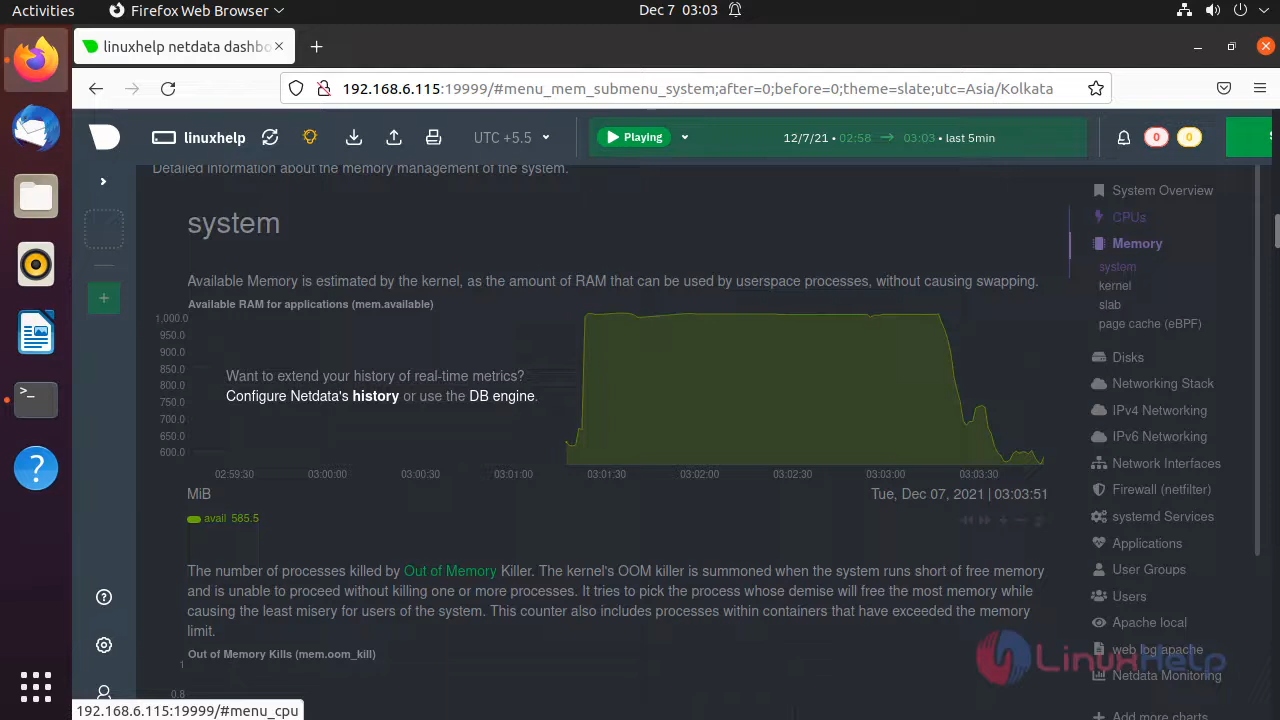 Activities
Firefox Web Browser
Dec 7 03:03
linuxhelp netdata dashbo
192.168.6.115:19999/#menu_mem_submenu_system;after=0;before=0;theme=slate;utc=Asia/Kolkata
linuxhelp
UTC +5.5
Playing
12/7/21 • 02:58 → 03:03 • last 5min
0
0
Detailed information about the memory management of the system.
system
Available Memory is estimated by the kernel, as the amount of RAM that can be used by userspace processes, without causing swapping.
Available RAM for applications (mem.available)
1,000.0
950.0
900.0
850.0
800.0
750.0
700.0
650.0
600.0
Want to extend your history of real-time metrics?
Configure Netdata's history or use the DB engine.
02:59:30
03:00:00
03:00:30
03:01:00
03:01:30
03:02:00
03:02:30
03:03:00
03:03:30
MiB
Tue, Dec 07, 2021 | 03:03:51
avail 585.5
The number of processes killed by Out of Memory Killer. The kernel's OOM killer is summoned when the system runs short of free memory
and is unable to proceed without killing one or more processes. It tries to pick the process whose demise will free the most memory while
causing the least misery for users of the system. This counter also includes processes within containers that have exceeded the memory
limit.
Out of Memory Kills (mem.oom_kill)
1
0.8
System Overview
CPUs
Memory
system
kernel
slab
page cache (eBPF)
Disks
Networking Stack
IPv4 Networking
IPv6 Networking
Network Interfaces
Firewall (netfilter)
systemd Services
Applications
User Groups
Users
Apache local
web log apache
Netdata Monitoring
Add more charts
LinuxHelp
192.168.6.115:19999/#menu_cpu